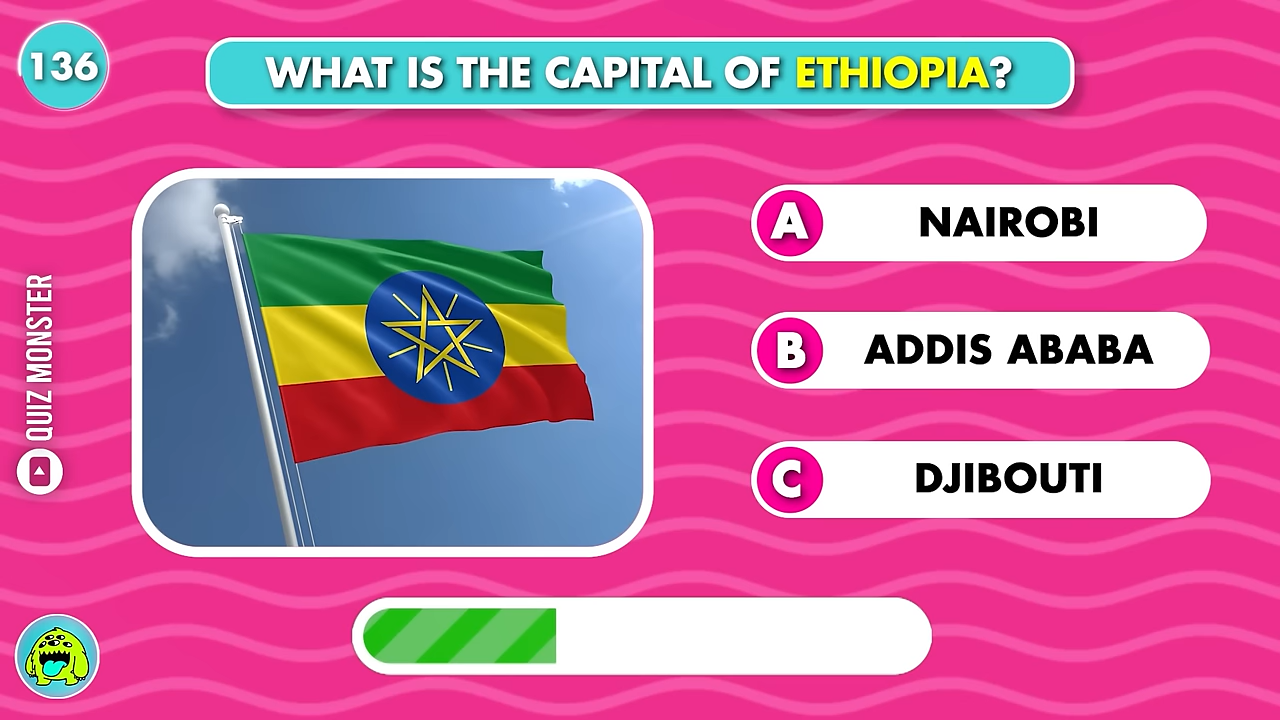 136
WHAT IS THE CAPITAL OF ETHIOPIA?
A NAIROBI
B ADDIS ABABA
C DJIBOUTI
QUIZ MONSTER